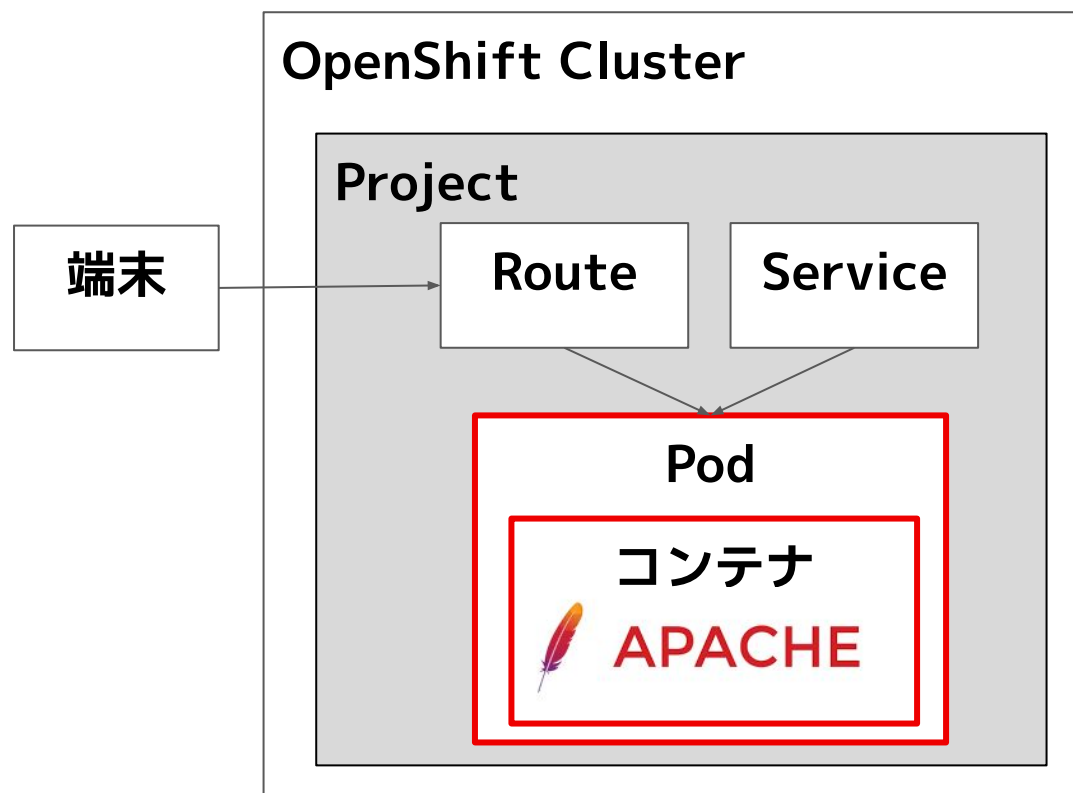 OpenShift Cluster
Project
端末
Route
Service
Pod
コンテナ
APACHE